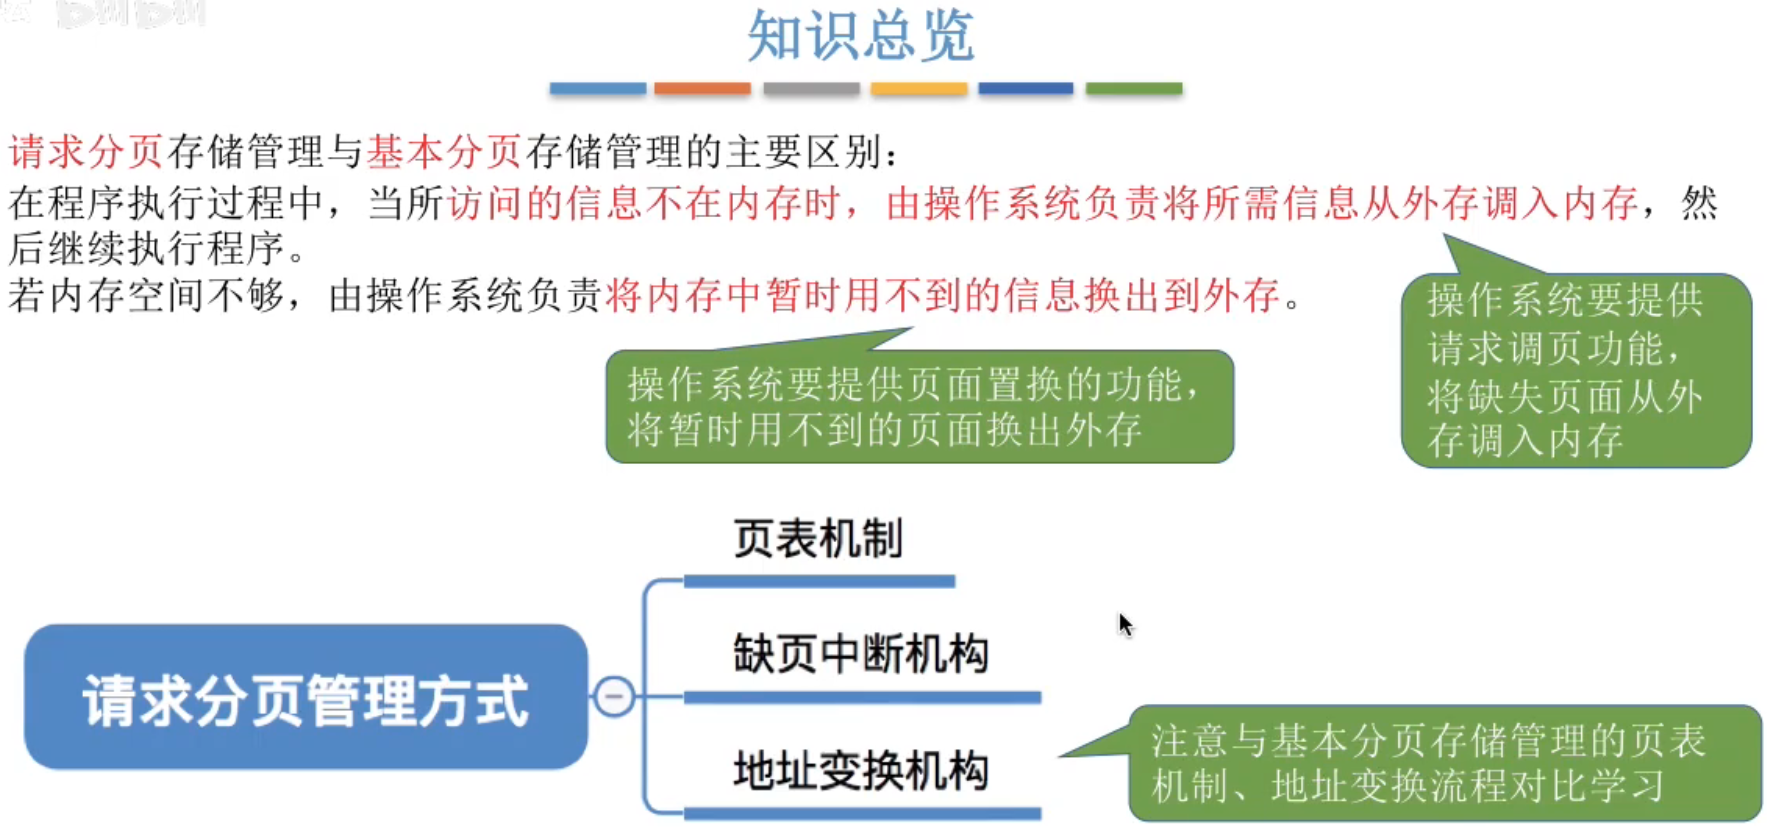 知识总览
请求分页存储管理与基本分页存储管理的主要区别：
在程序执行过程中，当所访问的信息不在内存时，由操作系统负责将所需信息从外存调入内存，然
后继续执行程序。
若内存空间不够，由操作系统负责将内存中暂时用不到的信息换出到外存。
操作系统要提供
请求调页功能，
将缺失页面从外
存调入内存
操作系统要提供页面置换的功能，
将暂时用不到的页面换出外存
请求分页管理方式
页表机制
缺页中断机构
地址变换机构
注意与基本分页存储管理的页表
机制、地址变换流程对比学习